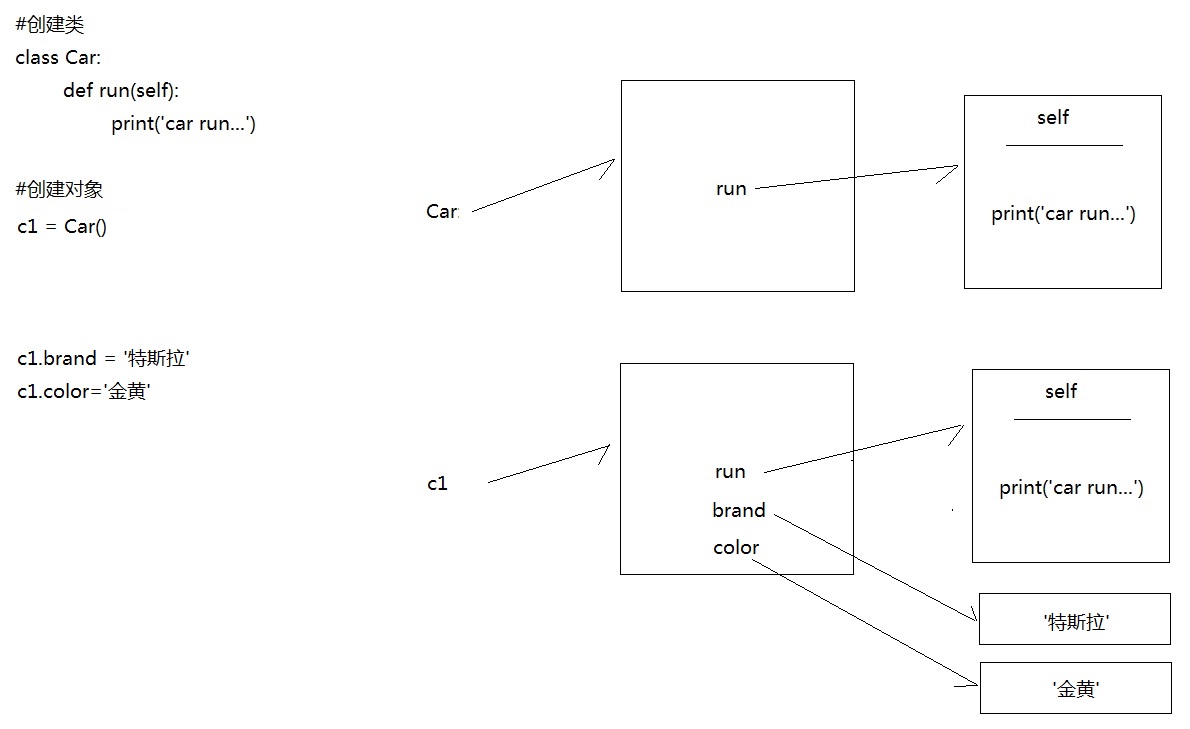 #创建类
class Car:
def run(self):
print('car run...')
#创建对象
c1 = Car()
c1.brand = '特斯拉'
c1.color='金黄'
Car
run
self
print('car run...')
c1
run
brand
color
self
print('car run...')
'特斯拉'
'金黄'